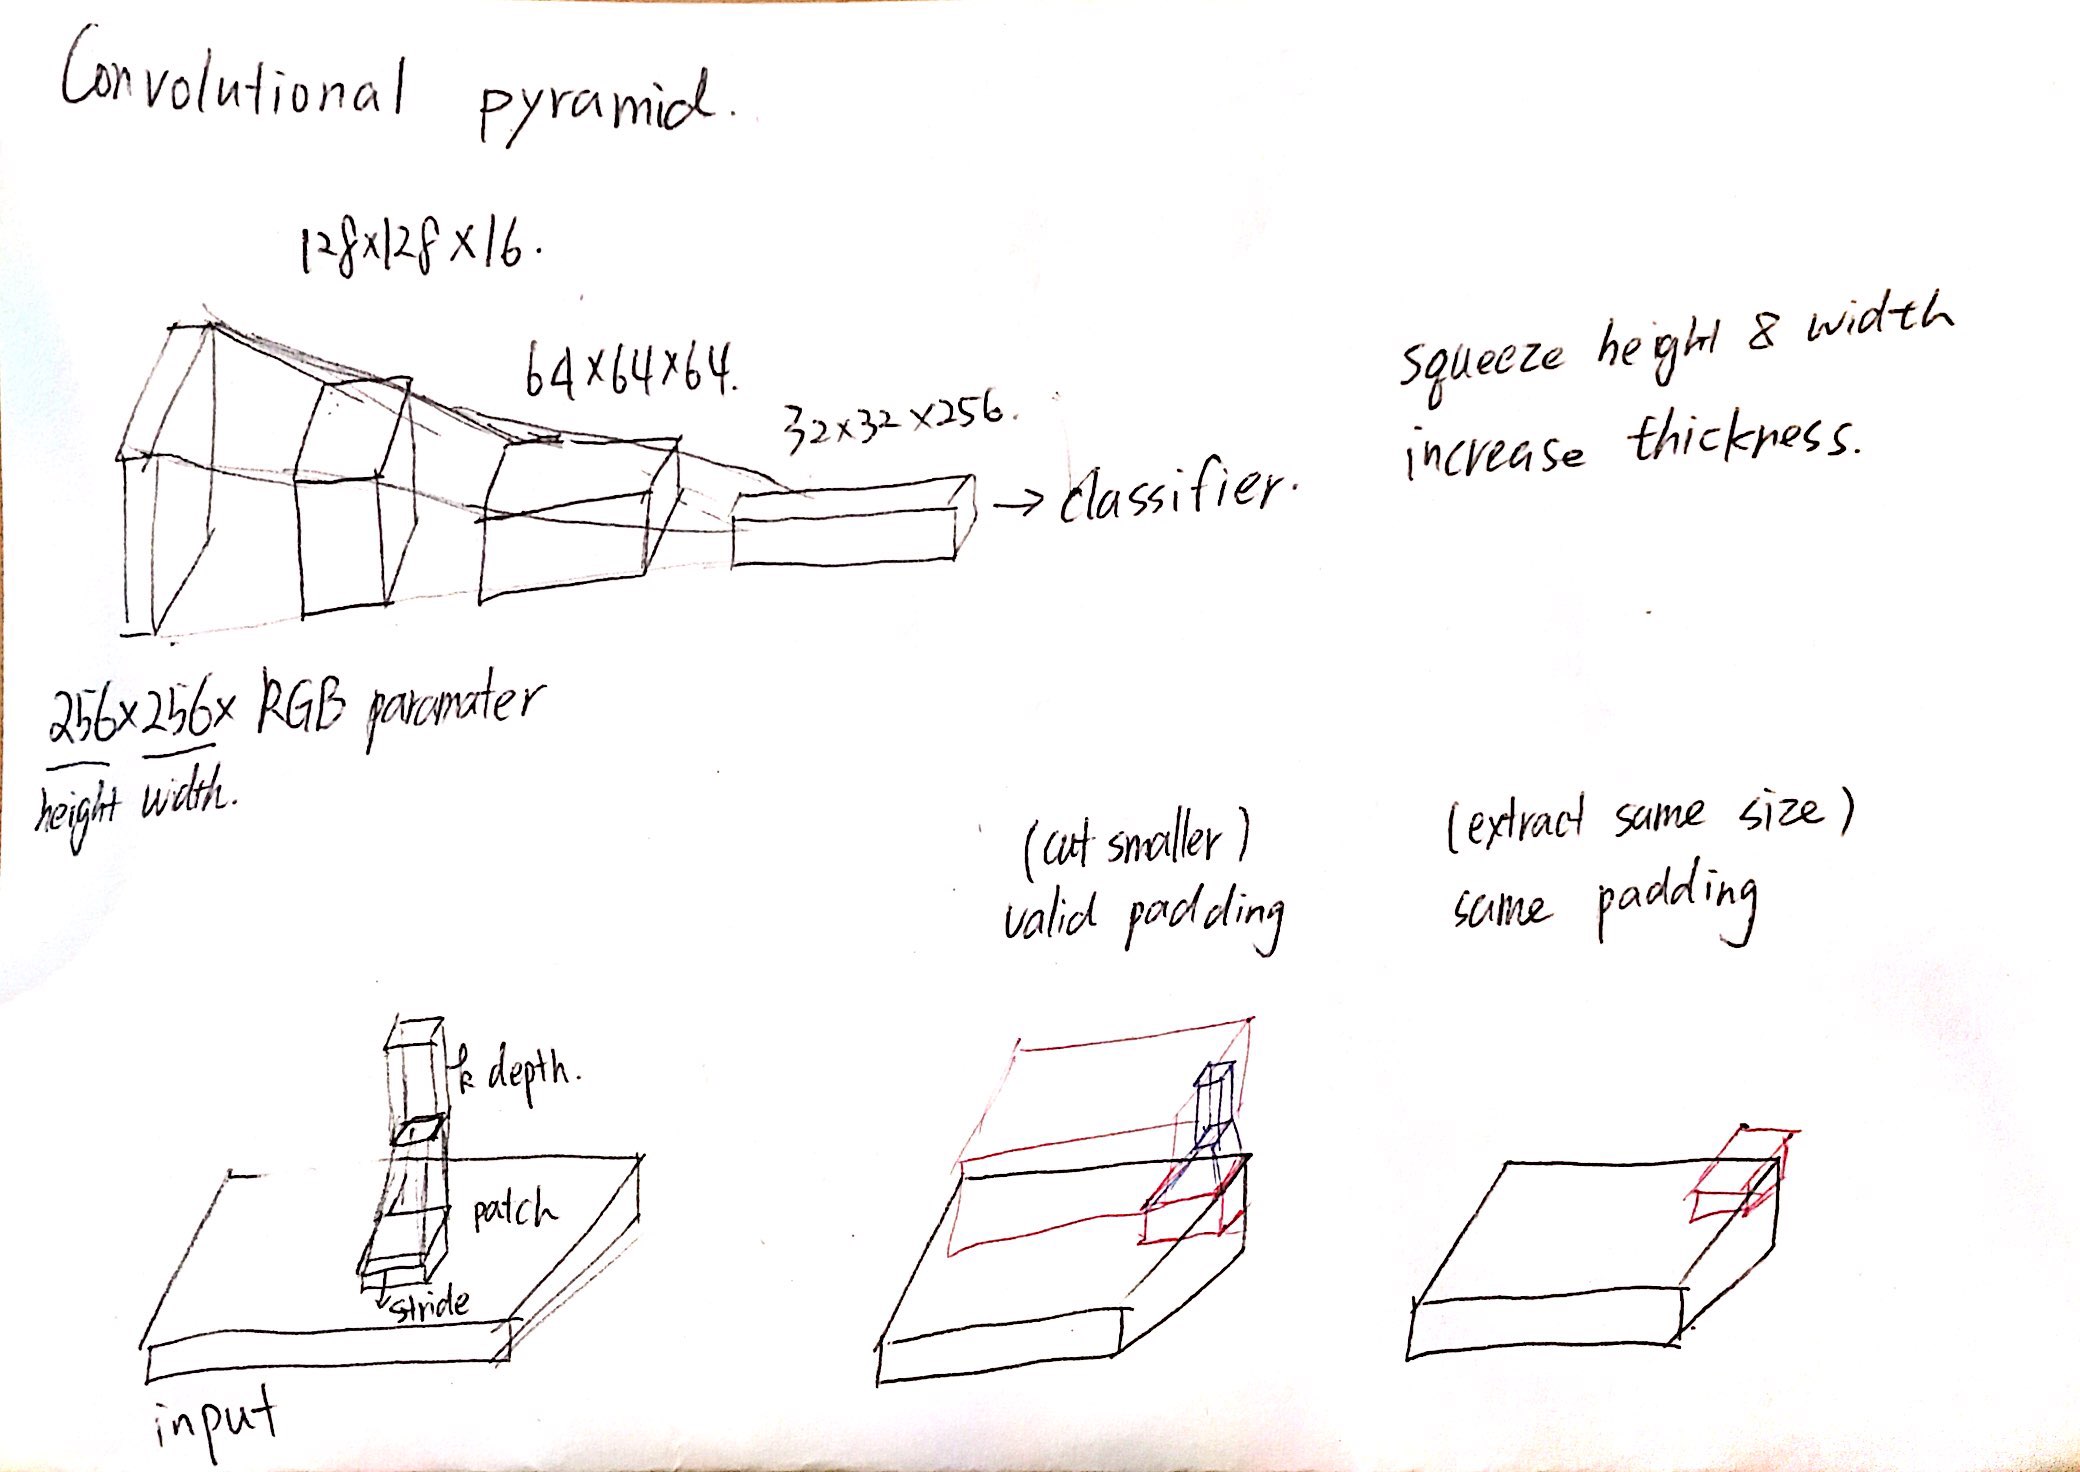 Convolutional pyramid.
128x128x16.
64x64x64.
32x32x256.
→ classifier.
squeeze height & width
increase thickness.
256x256x RGB paramater
height width.
(cut smaller)
valid padding
(extract same size)
same padding
k depth.
patch
stride
input